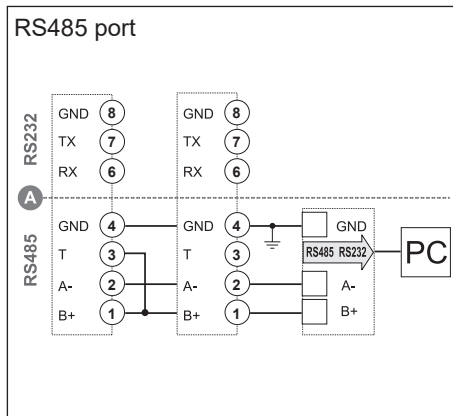 RS485 port
RS232
GND 8 GND 8
TX 7 TX 7
RX 6 RX 6
A
RS485
GND 4 GND 4 GND
T 3 T 3 RS485 RS232 PC
A- 2 A- 2 A-
B+ 1 B+ 1 B+